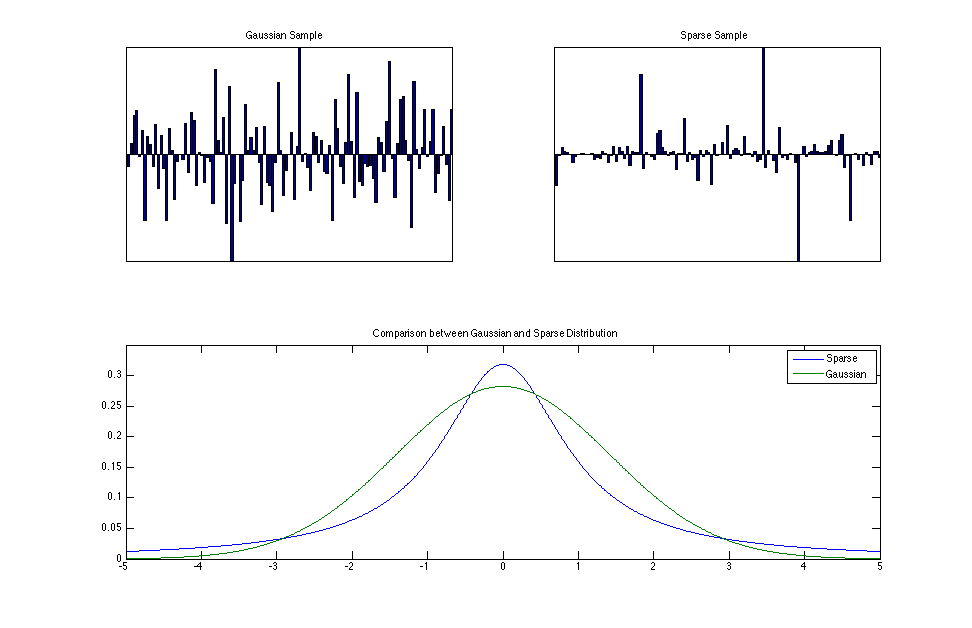 Gaussian Sample
Sparse Sample
Comparison between Gaussian and Sparse Distribution
Sparse
Gaussian
0.3
0.25
0.2
0.15
0.1
0.05
0
-5 -4 -3 -2 -1 0 1 2 3 4 5